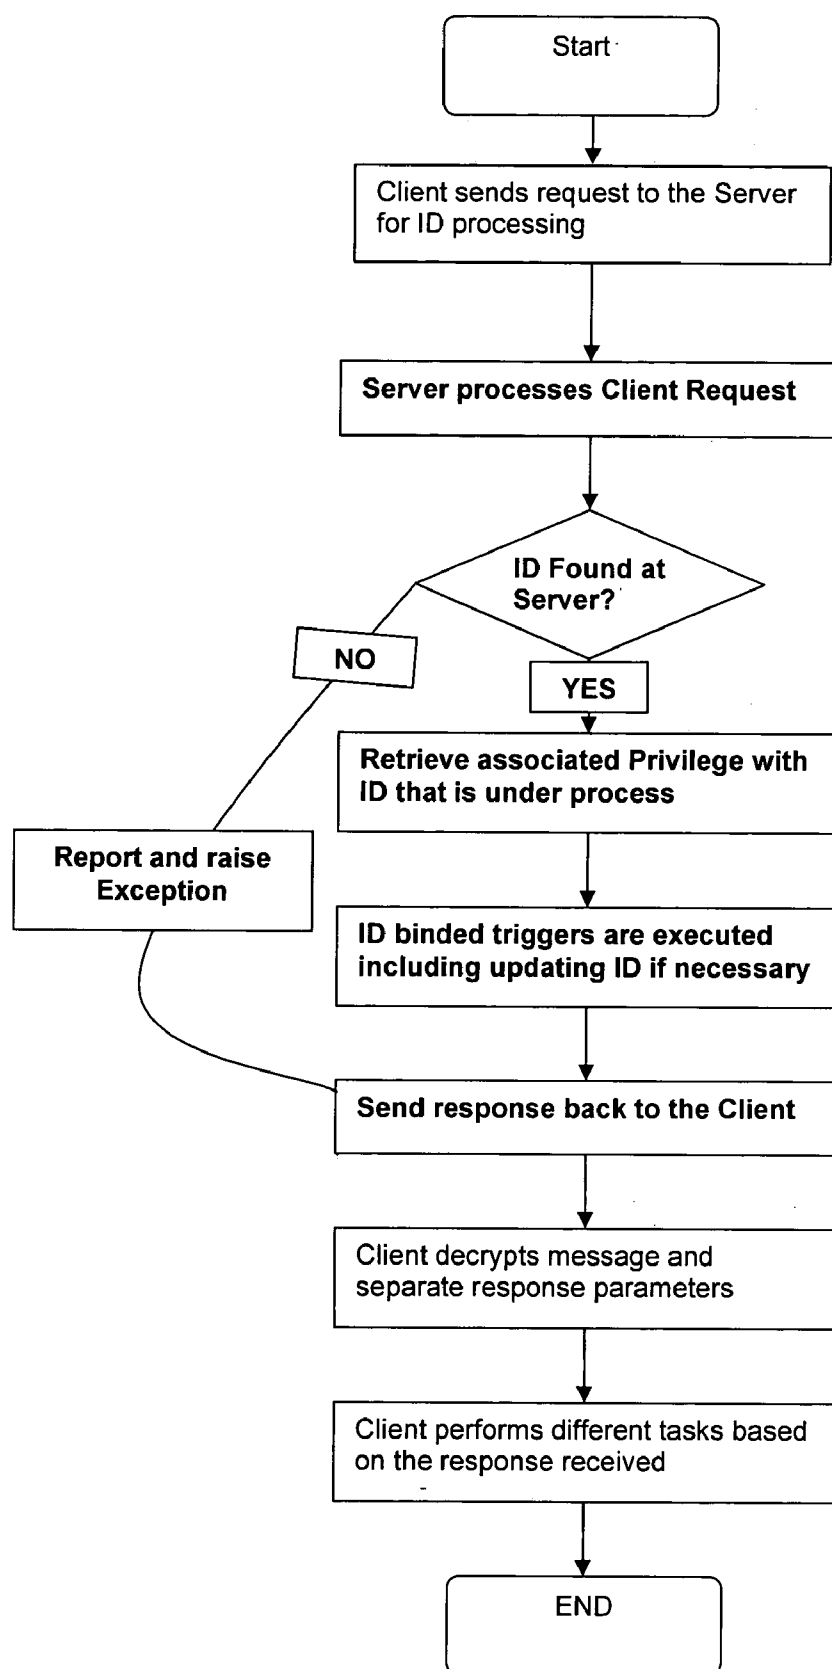 Start
Client sends request to the Server
for ID processing
Server processes Client Request
ID Found at
Server?
NO
YES
Retrieve associated Privilege with
ID that is under process
Report and raise
Exception
ID binded triggers are executed
including updating ID if necessary
Send response back to the Client
Client decrypts message and
separate response parameters
Client performs different tasks based
on the response received
END